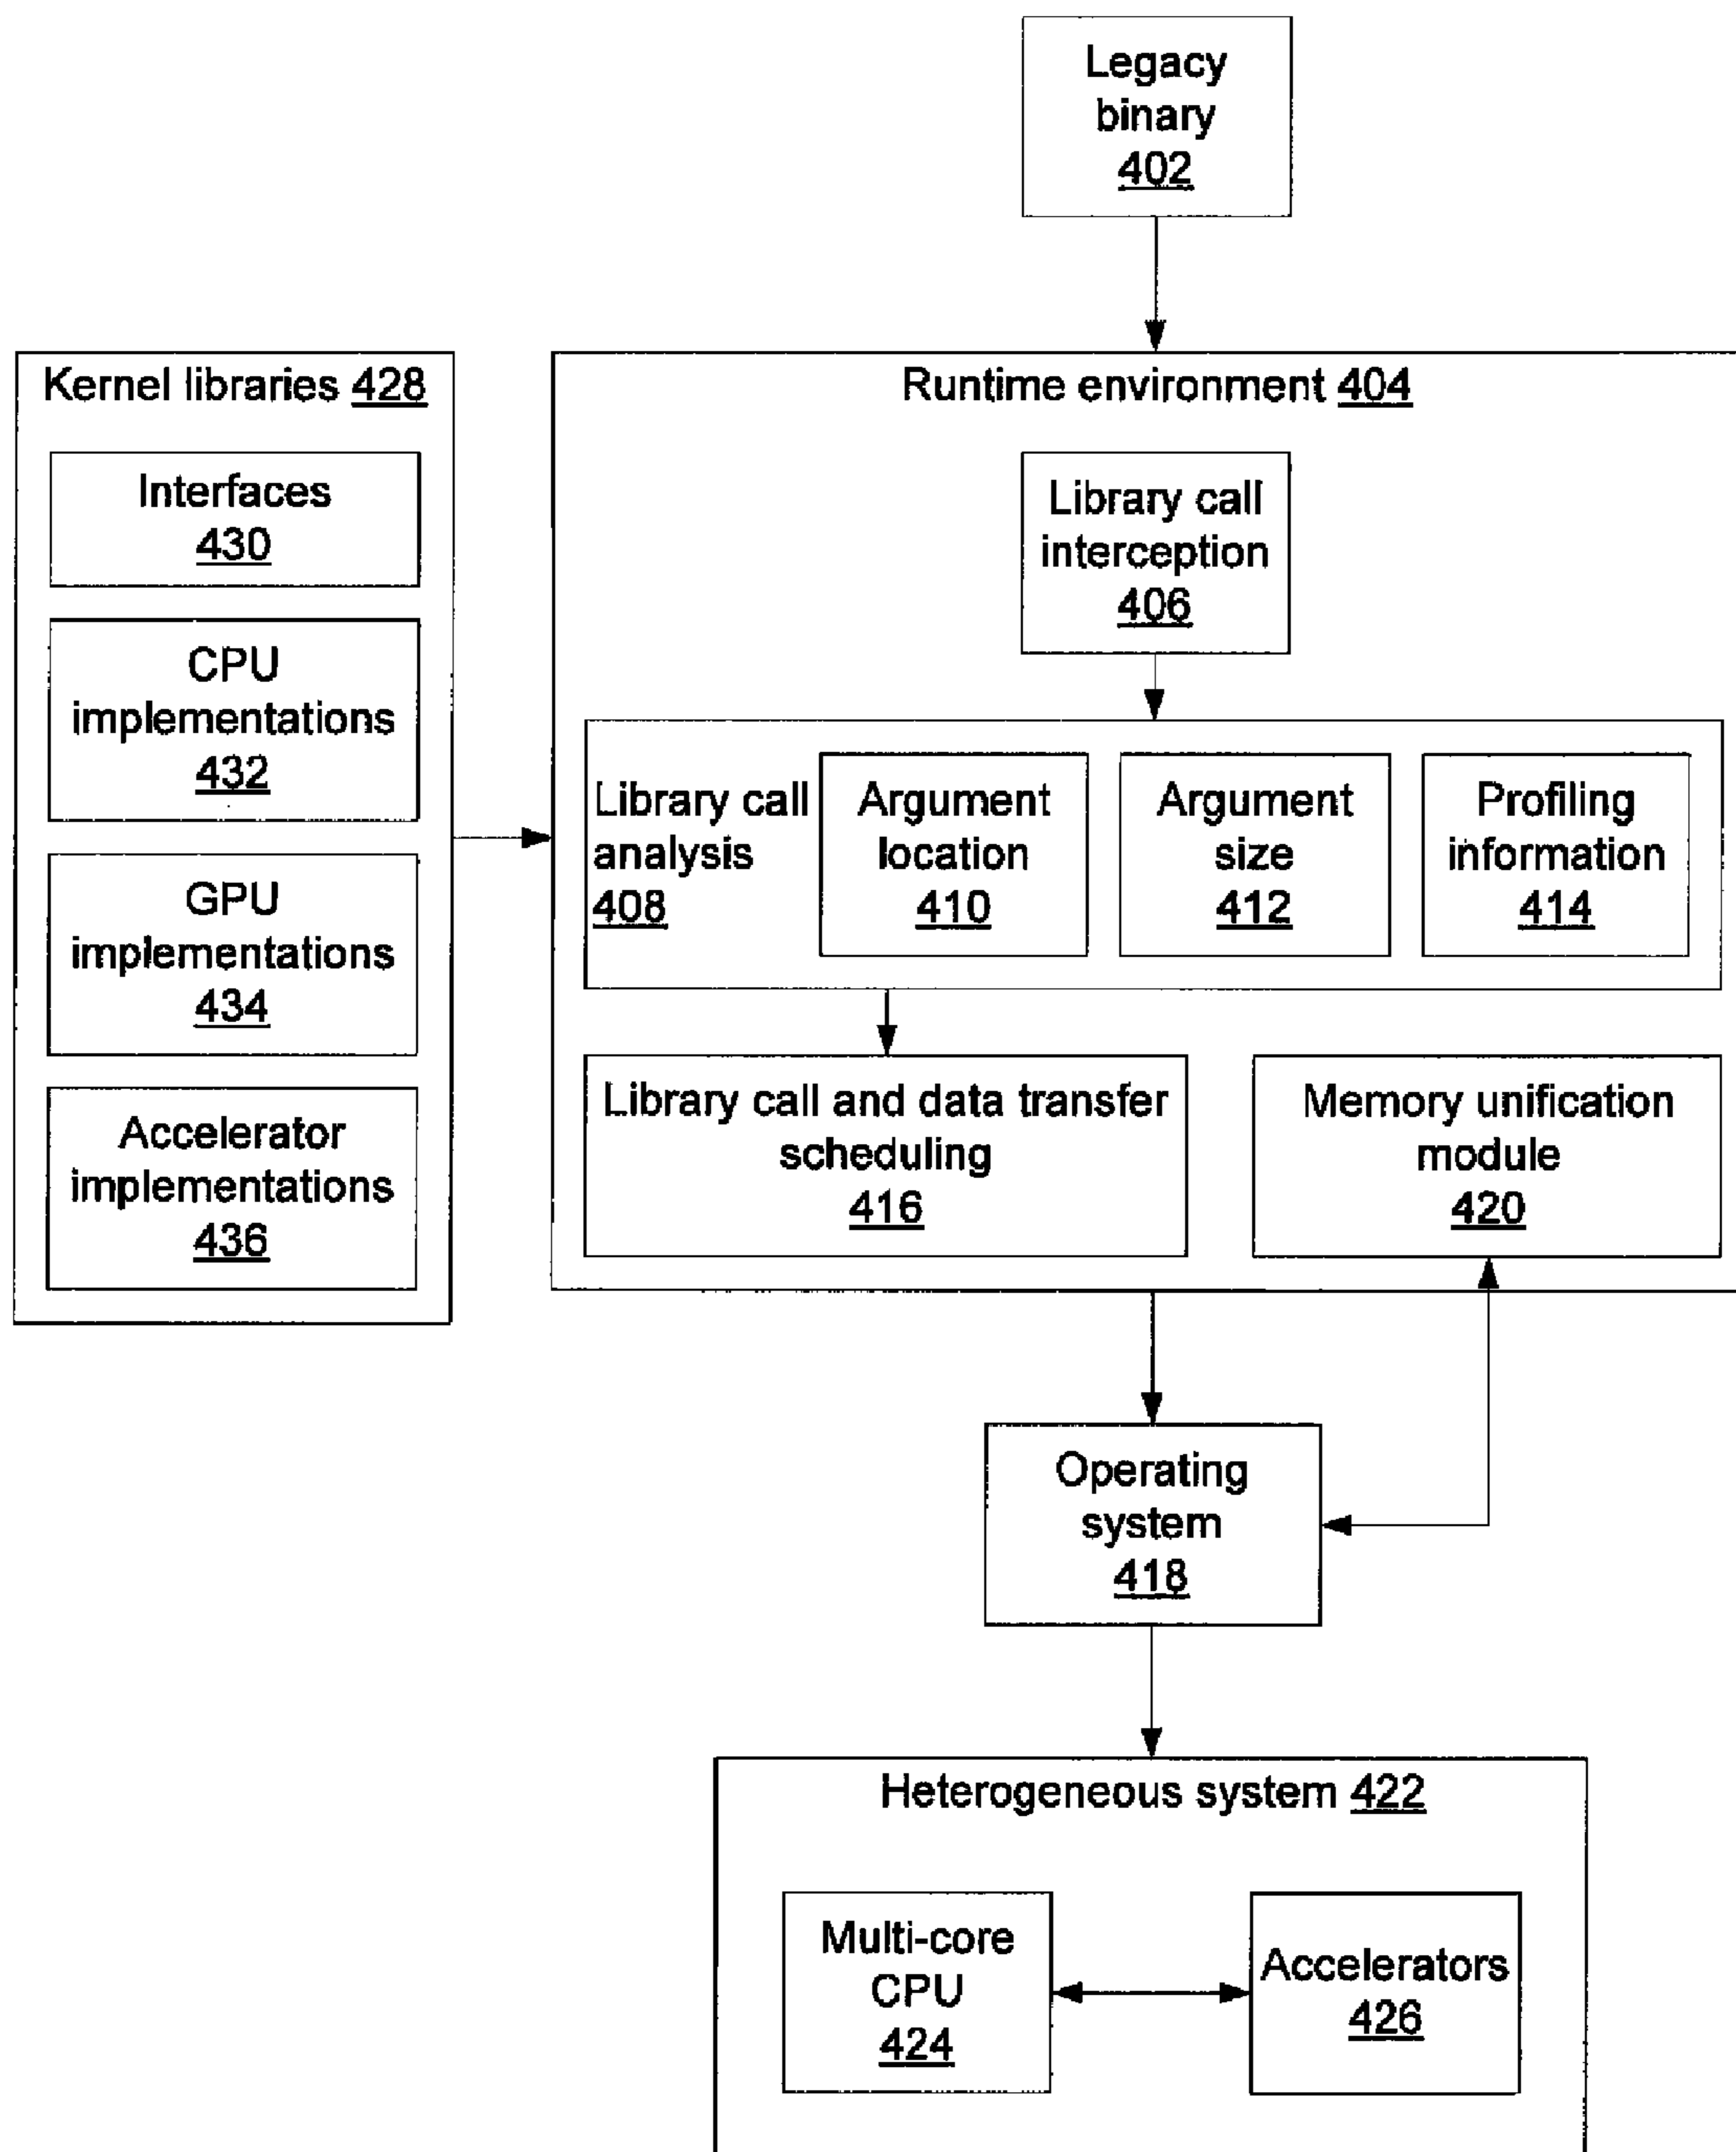 Legacy
binary
402
Kernel libraries 428
Interfaces
430
CPU
implementations
432
GPU
implementations
434
Accelerator
implementations
436
Runtime environment 404
Library call
interception
406
Library call
analysis
408
Argument
location
410
Argument
size
412
Profiling
information
414
Library call and data transfer
scheduling
416
Memory unification
module
420
Operating
system
418
Heterogeneous system 422
Multi-core
CPU
424
Accelerators
426